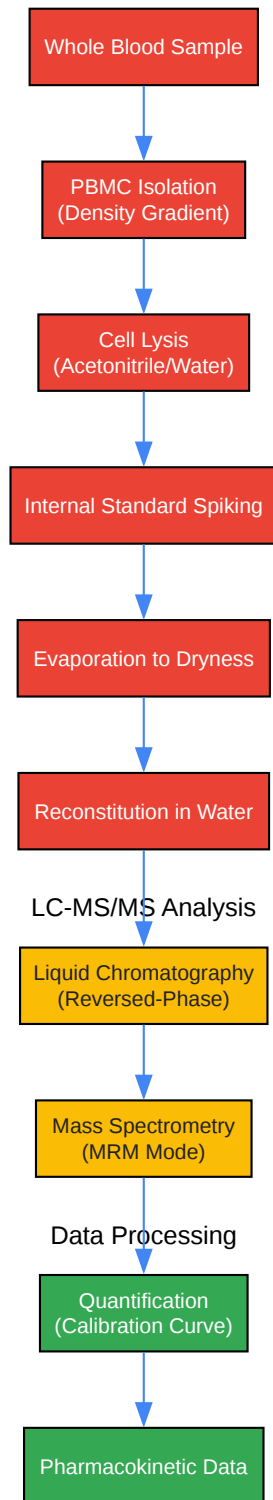 Whole Blood Sample
PBMC Isolation
(Density Gradient)
Cell Lysis
(Acetonitrile/Water)
Internal Standard Spiking
Evaporation to Dryness
Reconstitution in Water
LC-MS/MS Analysis
Liquid Chromatography
(Reversed-Phase)
Mass Spectrometry
(MRM Mode)
Data Processing
Quantification
(Calibration Curve)
Pharmacokinetic Data